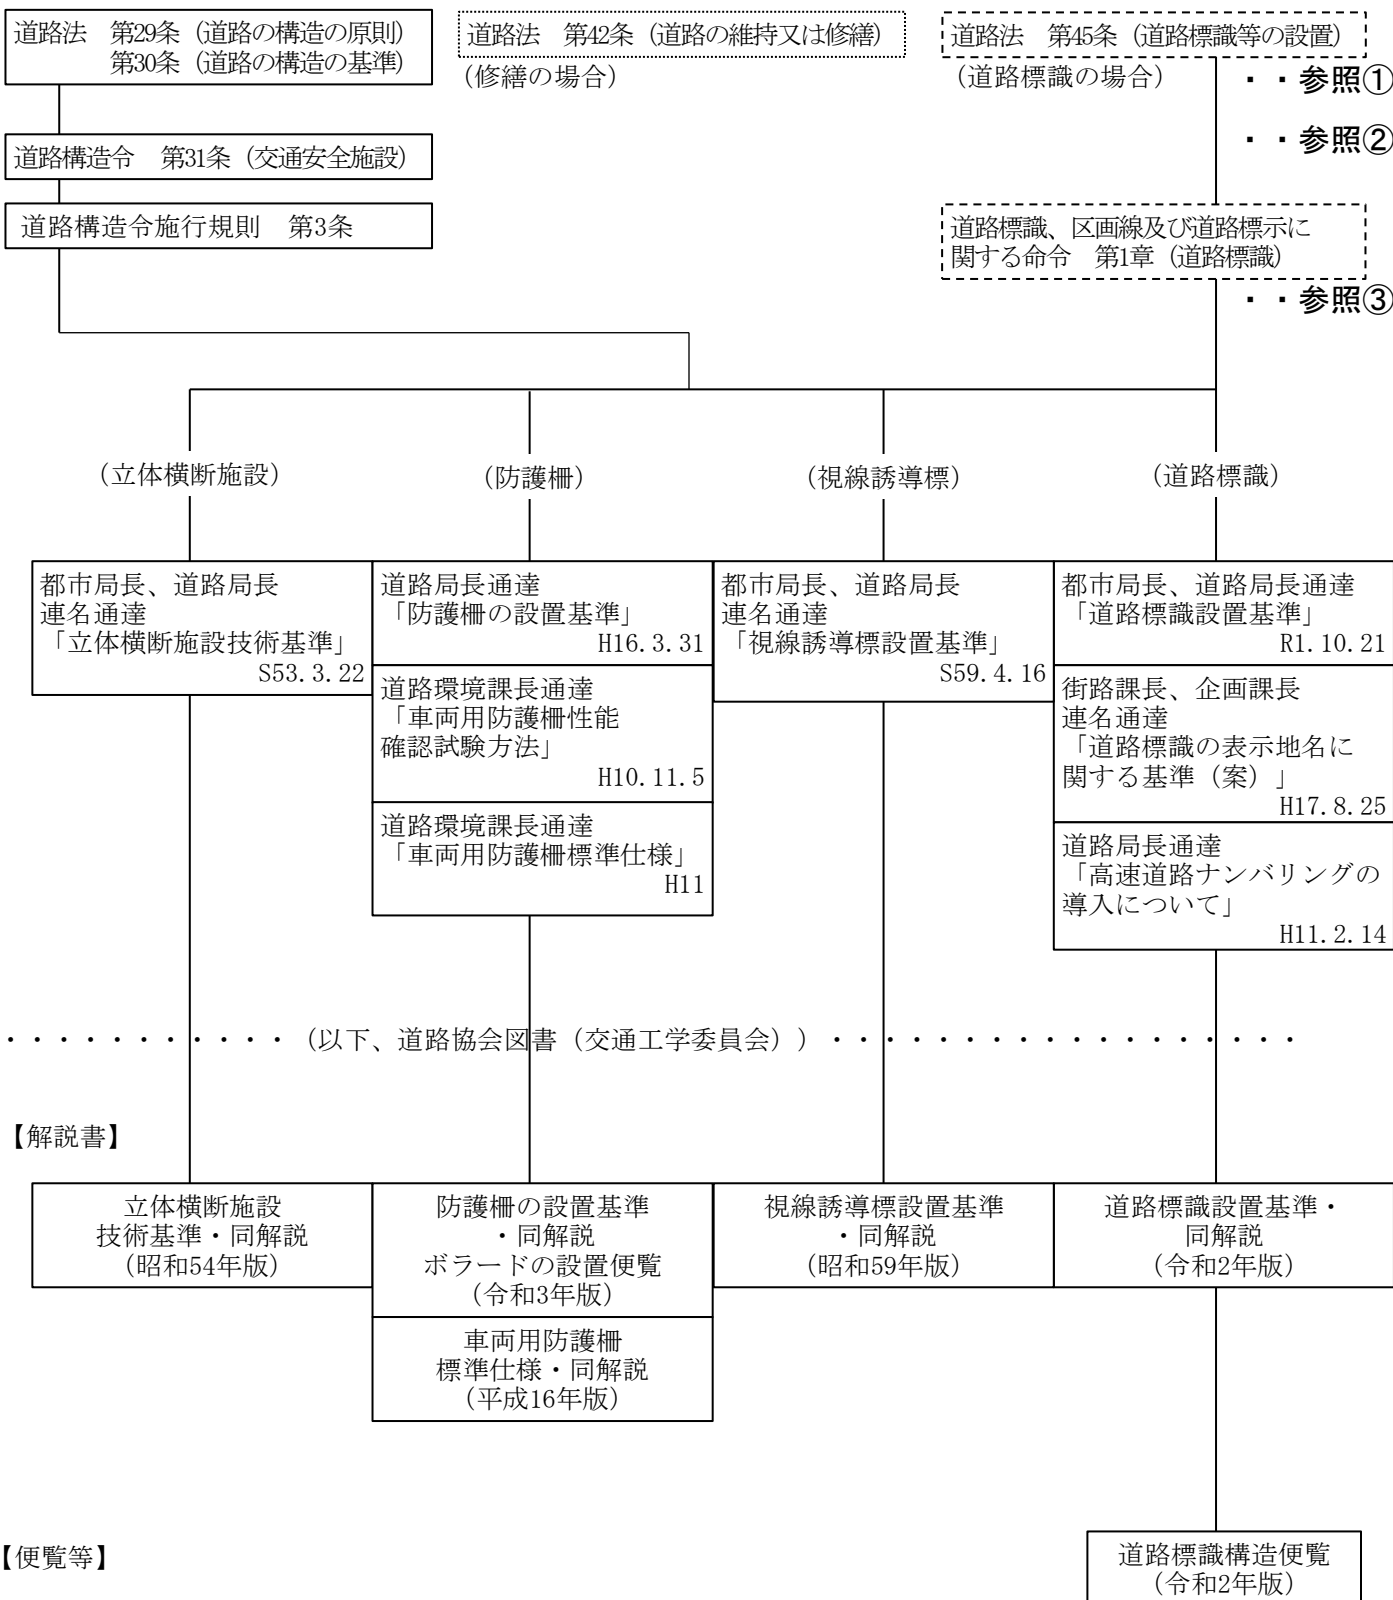 道路法　第29条（道路の構造の原則）
第30条（道路の構造の基準）
道路法　第42条（道路の維持又は修繕）
（修繕の場合）
道路法　第45条（道路標識等の設置）
（道路標識の場合）
・・参照①
・・参照②
道路構造令　第31条（交通安全施設）
道路構造令施行規則　第3条
道路標識、区画線及び道路標示に
関する命令　第1章（道路標識）
・・参照③
（立体横断施設）
（防護柵）
（視線誘導標）
（道路標識）
都市局長、道路局長
連名通達
「立体横断施設技術基準」
S53.3.22
道路局長通達
「防護柵の設置基準」
H16.3.31
道路環境課長通達
「車両用防護柵性能
確認試験方法」
H10.11.5
道路環境課長通達
「車両用防護柵標準仕様」
H11
都市局長、道路局長
連名通達
「視線誘導標設置基準」
S59.4.16
都市局長、道路局長通達
「道路標識設置基準」
R1.10.21
街路課長、企画課長
連名通達
「道路標識の表示地名に
関する基準（案）」
H17.8.25
道路局長通達
「高速道路ナンバリングの
導入について」
H11.2.14
・・・・・・・・・・・（以下、道路協会図書（交通工学委員会））・・・・・・・・・・・・・・・・・・
【解説書】
立体横断施設
技術基準・同解説
（昭和54年版）
防護柵の設置基準
・同解説
ボラードの設置便覧
（令和3年版）
車両用防護柵
標準仕様・同解説
（平成16年版）
視線誘導標設置基準
・同解説
（昭和59年版）
道路標識設置基準・
同解説
（令和2年版）
【便覧等】
道路標識構造便覧
（令和2年版）